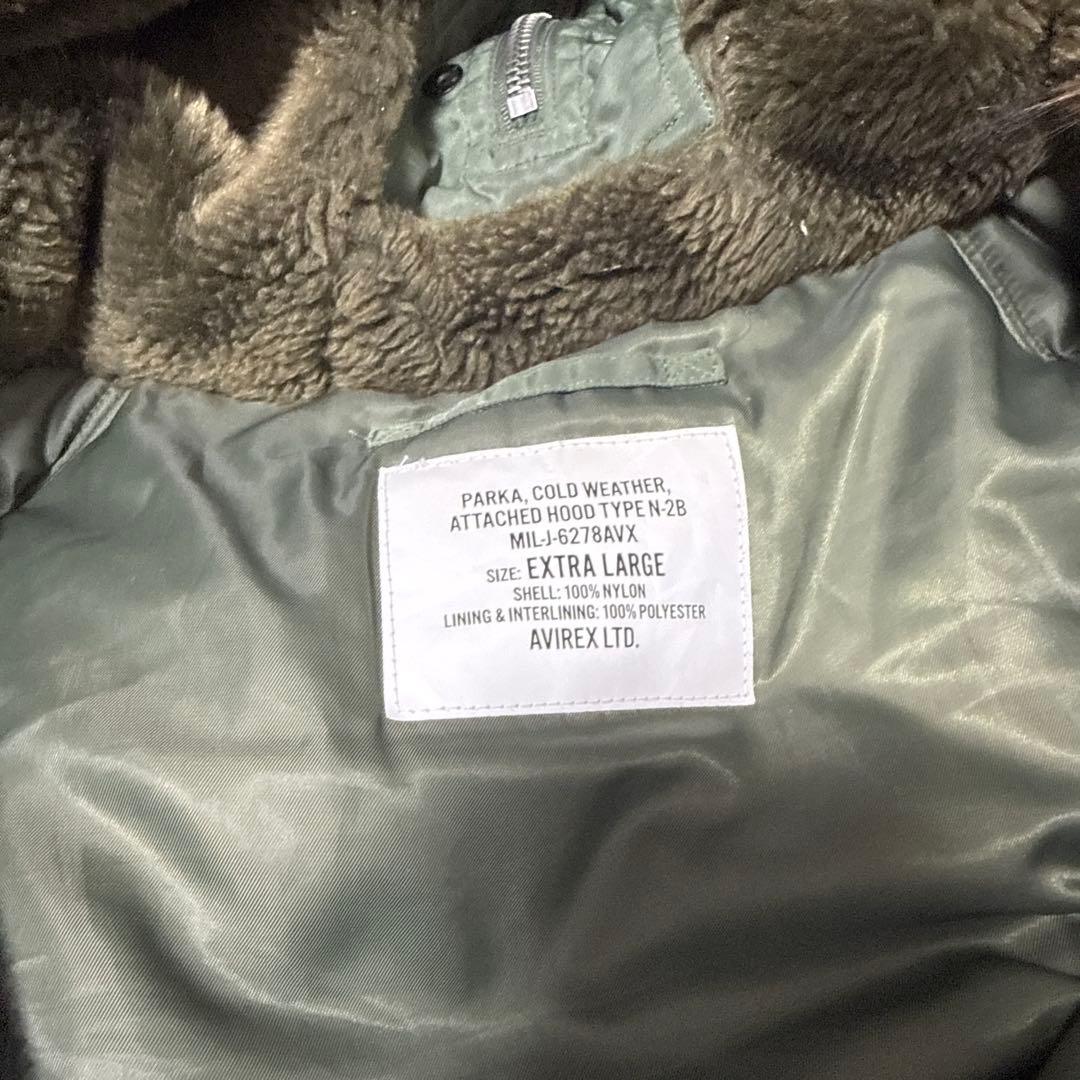 PARKA, COLD WEATHER,
ATTACHED HOOD TYPE N-2B
MIL-J-6278AVX
SIZE: EXTRA LARGE
SHELL: 100% NYLON
LINING & INTERLINING: 100% POLYESTER
AVIREX LTD.